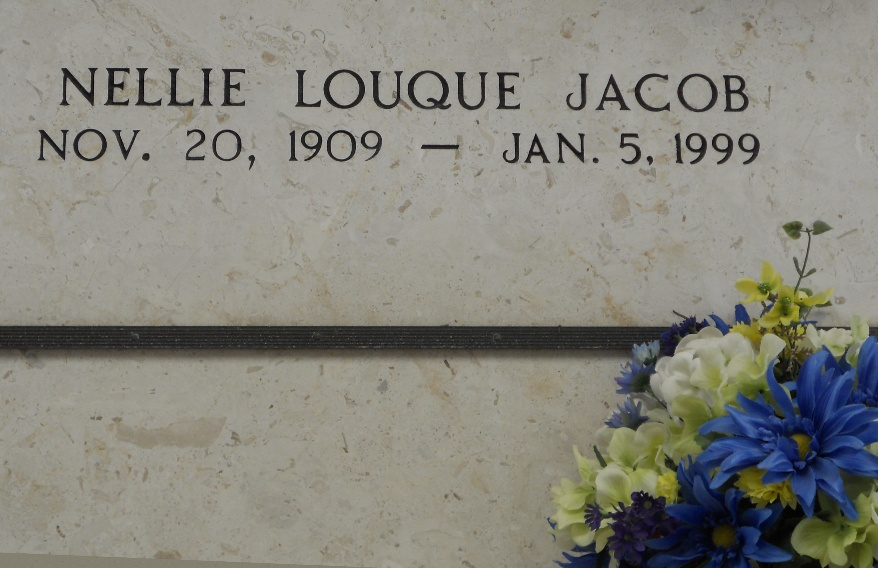 NELLIE LOUQUE JACOB
NOV. 20, 1909 — JAN. 5, 1999